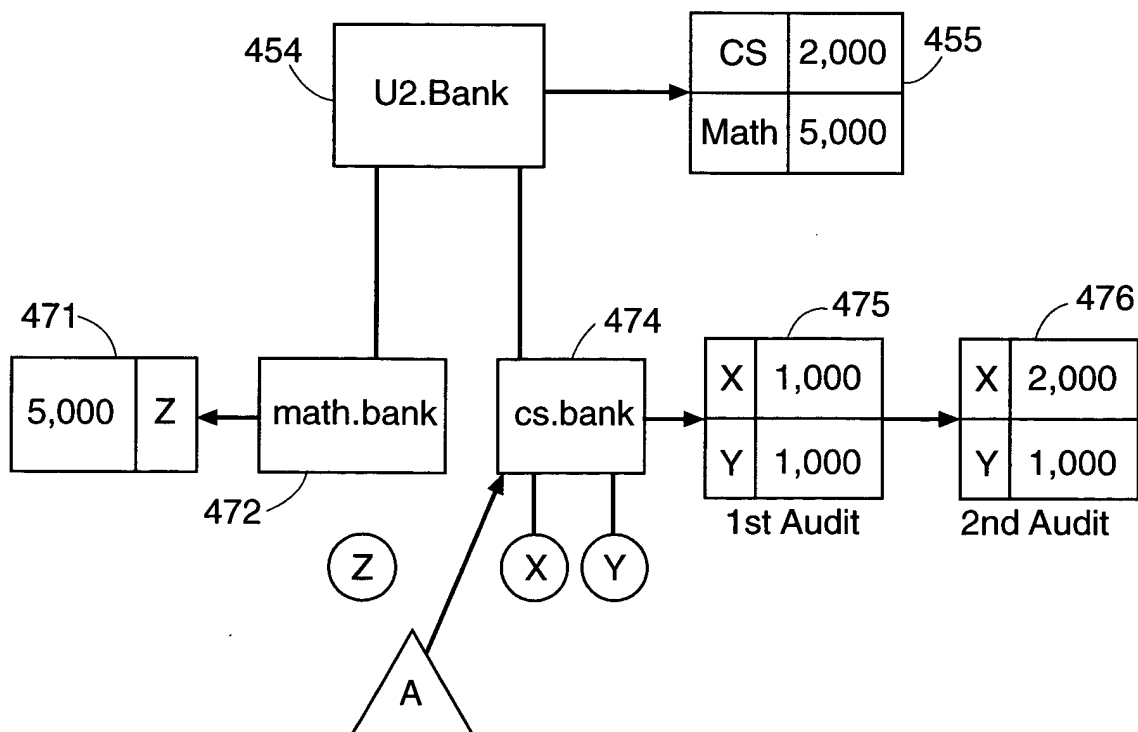 454
U2.Bank
CS 2,000
Math 5,000
455
471
5,000 Z
math.bank
472
474
cs.bank
475
X 1,000
Y 1,000
1st Audit
476
X 2,000
Y 1,000
2nd Audit
Z
X
Y
A